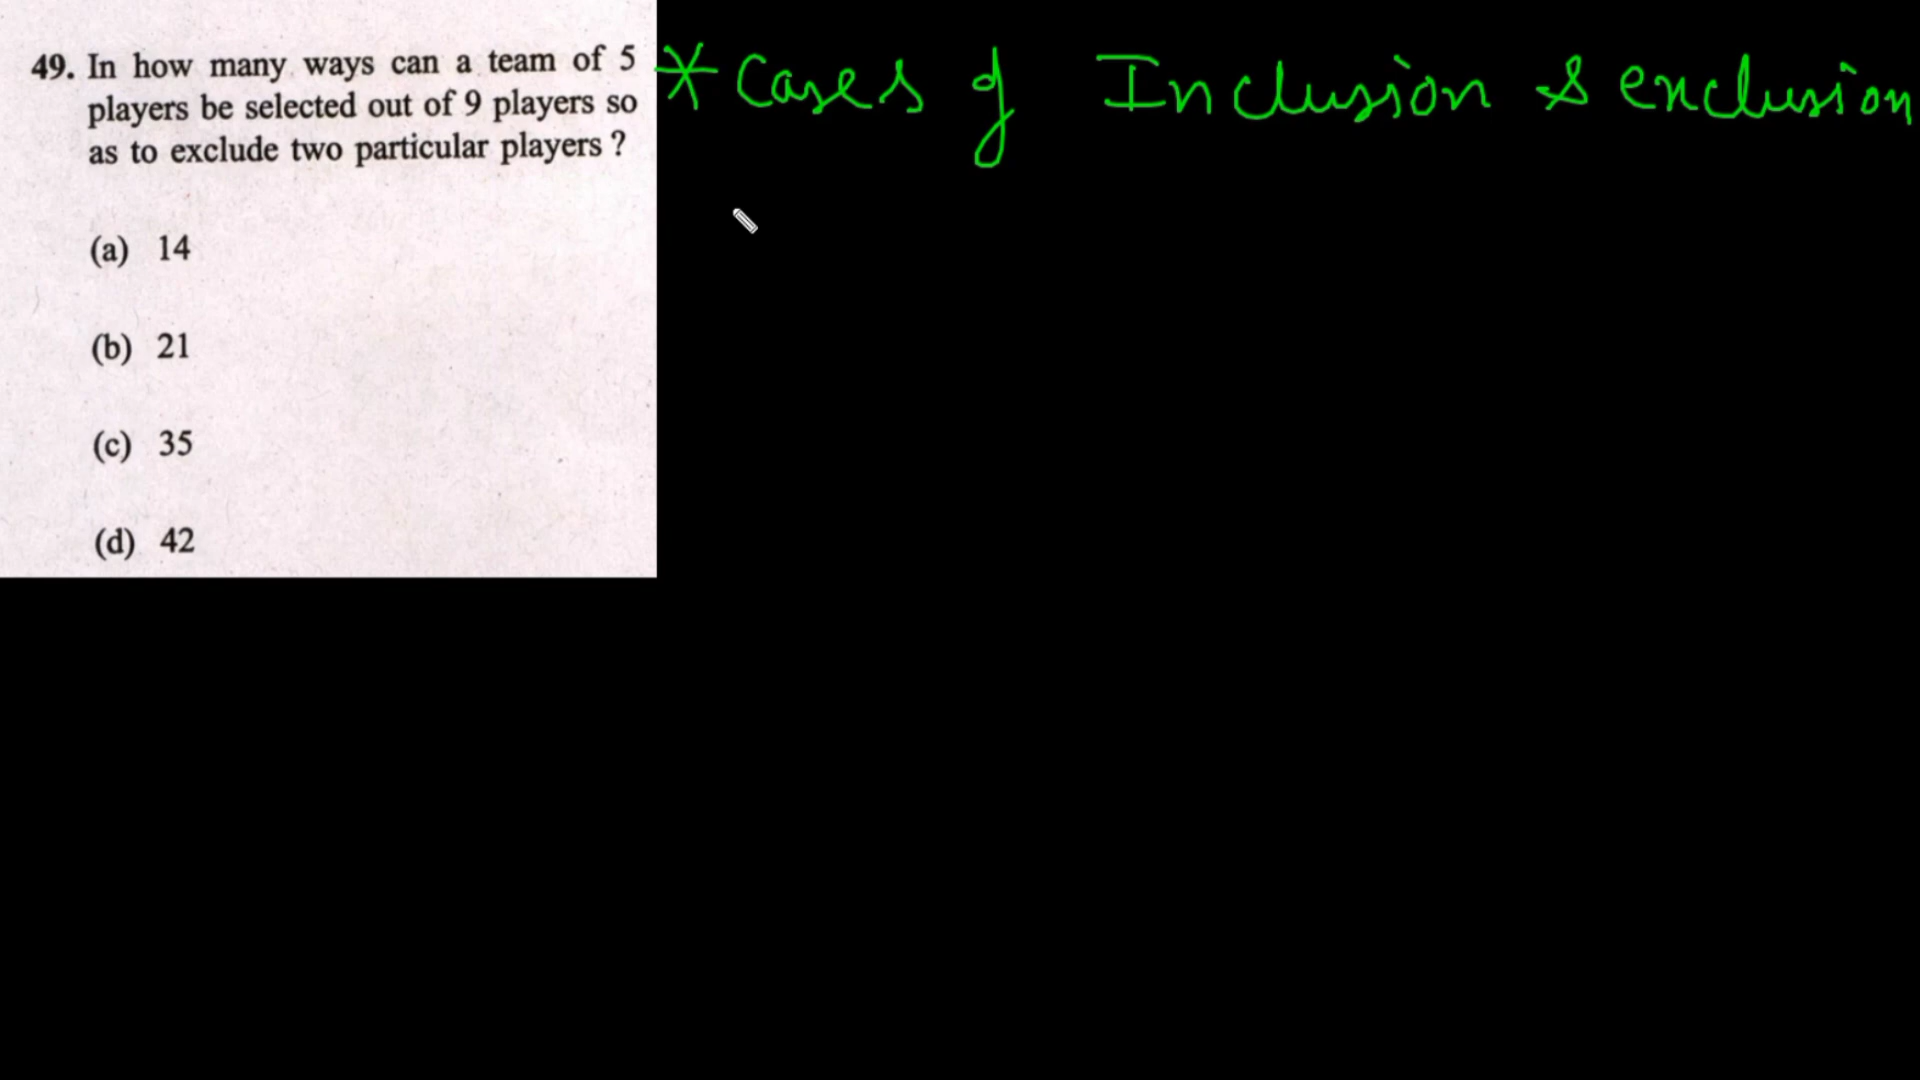 49. In how many ways can a team of 5
players be selected out of 9 players so
as to exclude two particular players ?
(a) 14
(b) 21
(c) 35
(d) 42
* Cases of Inclusion & exclusion